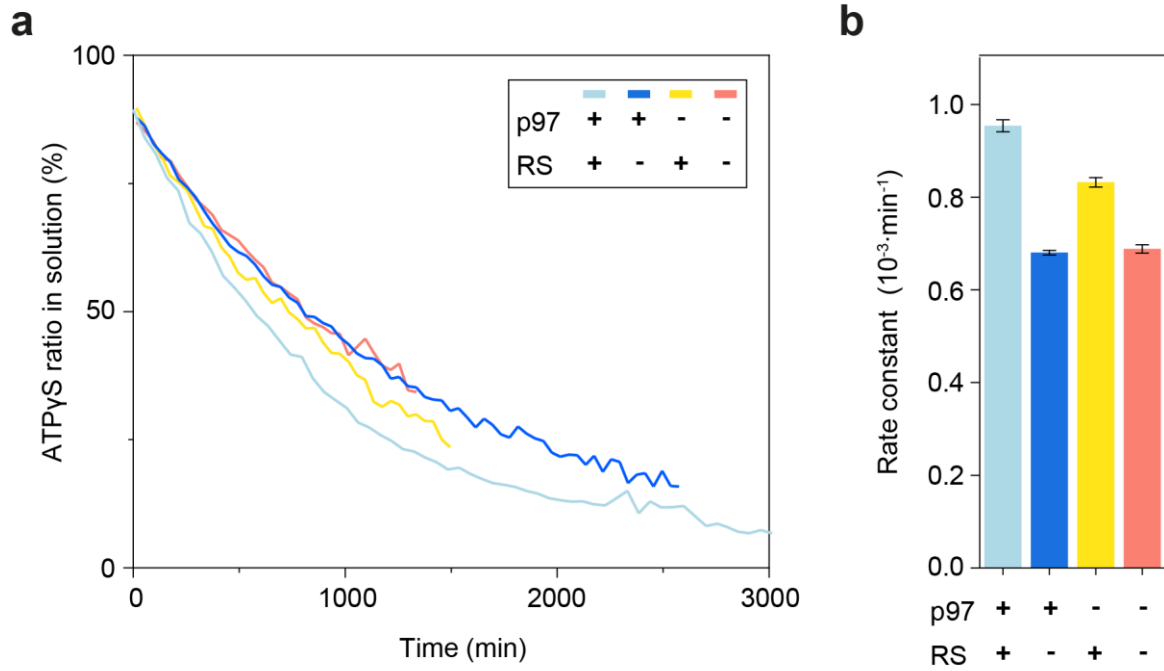 a
100
50
0
ATPγS ratio in solution (%)
0 1000 2000 3000
Time (min)
p97 + + - -
RS + - + -
b
1.0
0.8
0.6
0.4
0.2
0.0
Rate constant (10⁻³·min⁻¹)
p97 + + - -
RS + - + -